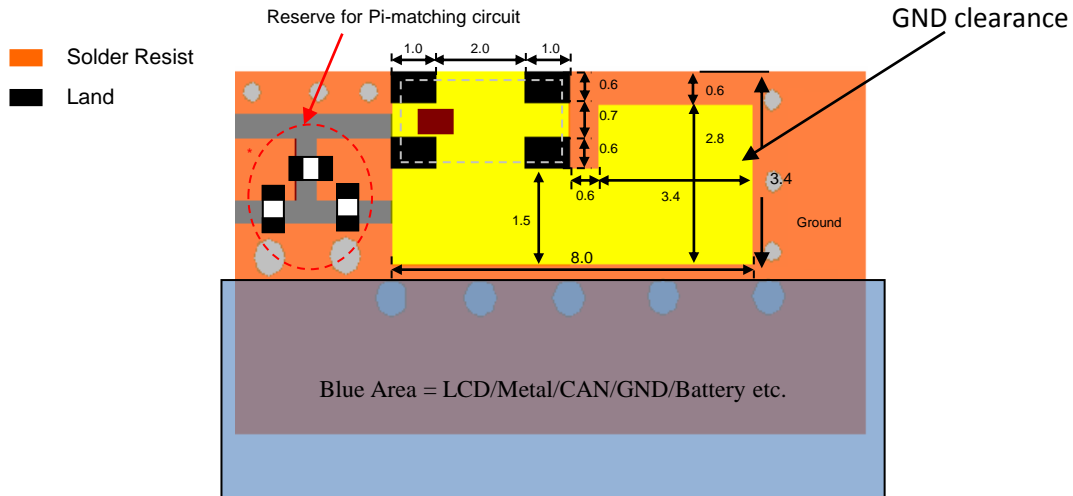 Reserve for Pi-matching circuit
GND clearance
Solder Resist
Land
1.0
2.0
1.0
0.6
0.7
0.6
0.6
2.8
3.4
0.6
3.4
1.5
Ground
8.0
Blue Area = LCD/Metal/CAN/GND/Battery etc.